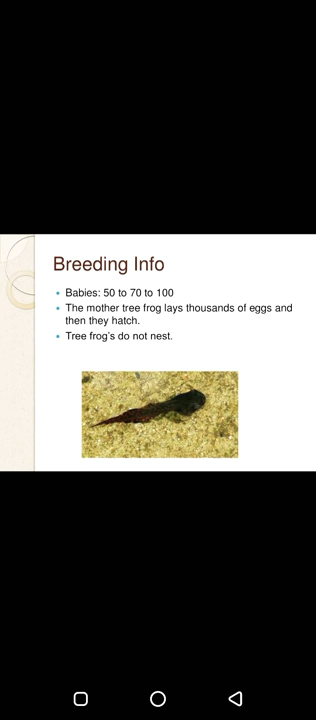 Breeding Info
• Babies: 50 to 70 to 100
• The mother tree frog lays thousands of eggs and
then they hatch.
• Tree frog's do not nest.